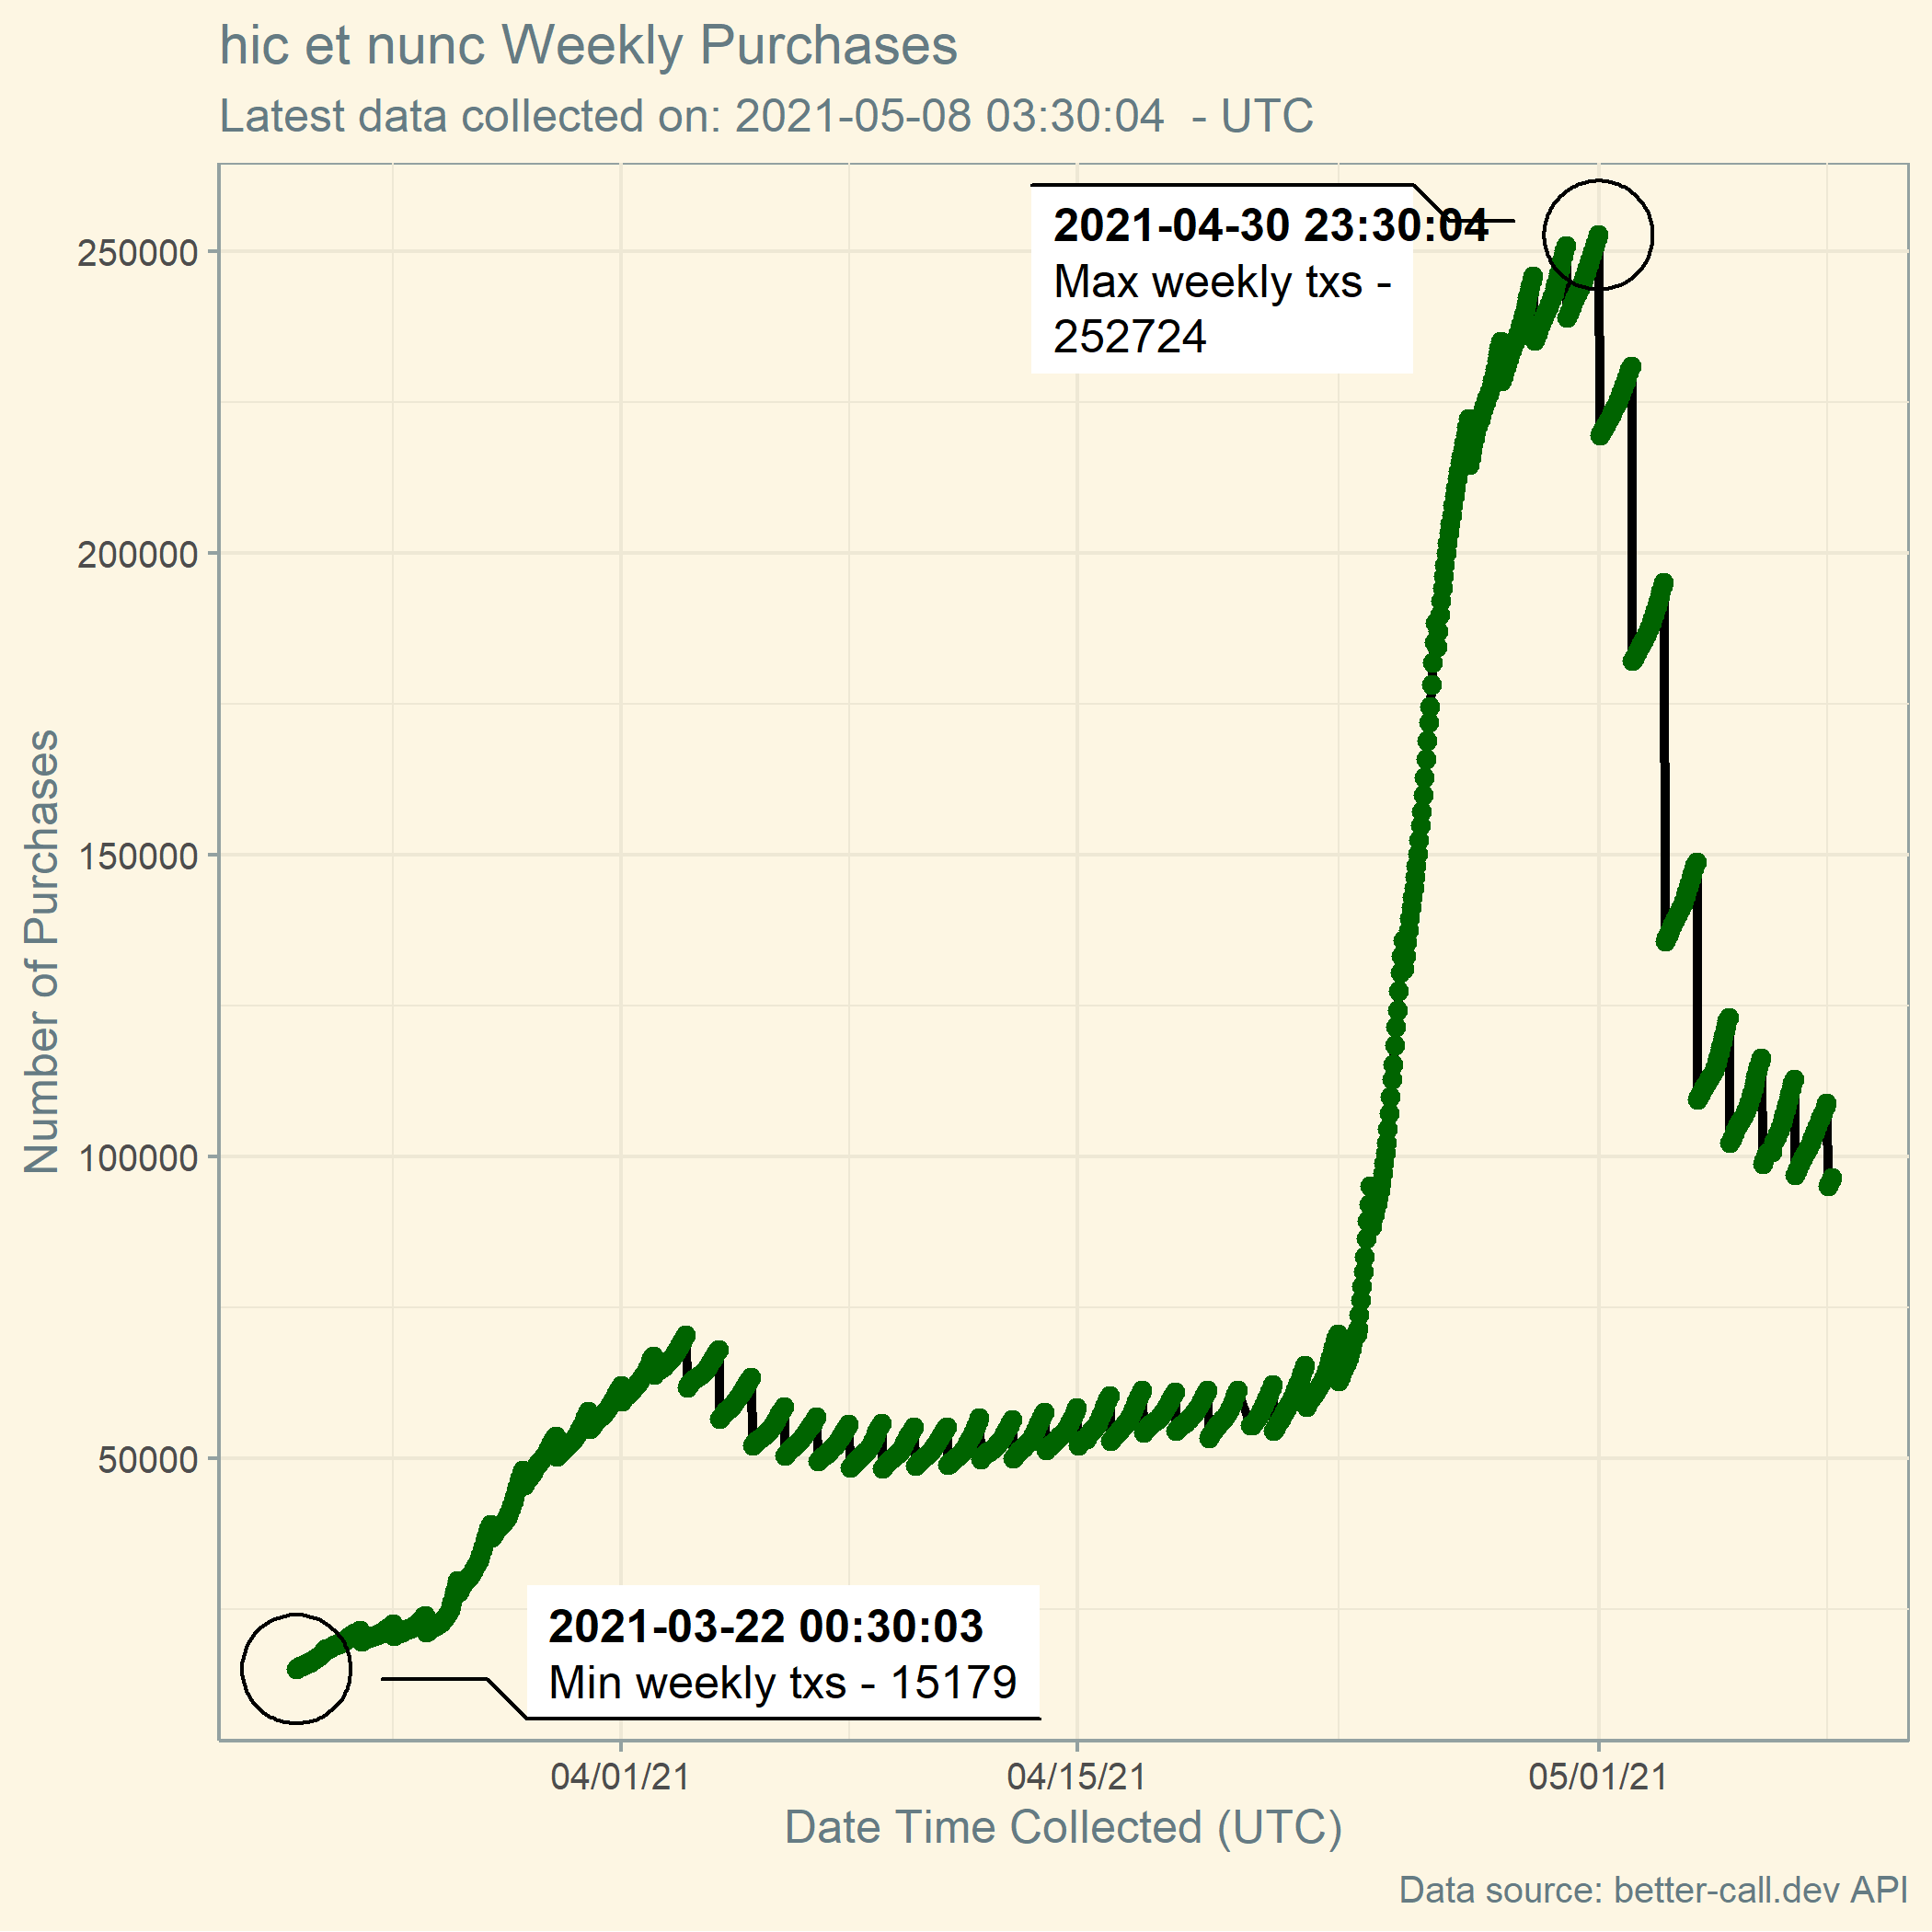 hic et nunc Weekly Purchases
Latest data collected on: 2021-05-08 03:30:04  - UTC
2021-04-30 23:30:04
Max weekly txs -
252724
250000
200000
150000
100000
50000
Number of Purchases
2021-03-22 00:30:03
Min weekly txs - 15179
04/01/21
04/15/21
05/01/21
Date Time Collected (UTC)
Data source: better-call.dev API